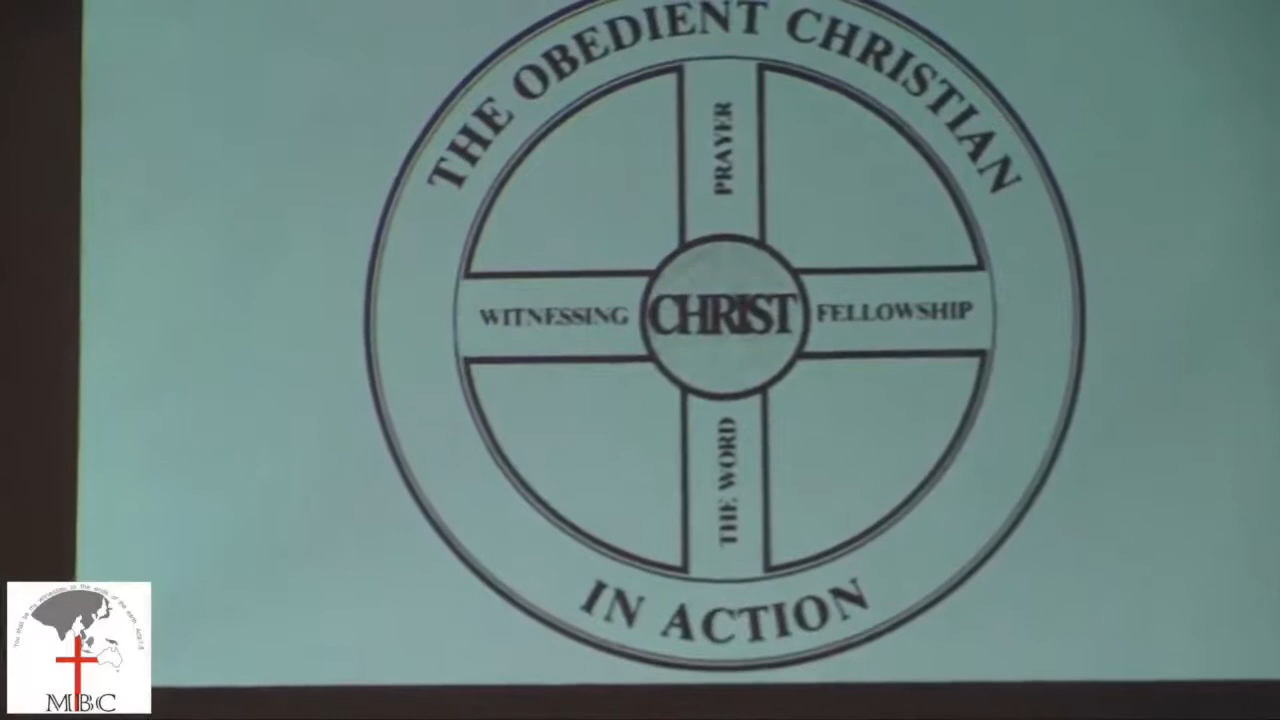 THE OBEDIENT CHRISTIAN
PRAYER
WITNESSING
CHRIST
FELLOWSHIP
THE WORD
IN ACTION
MBC